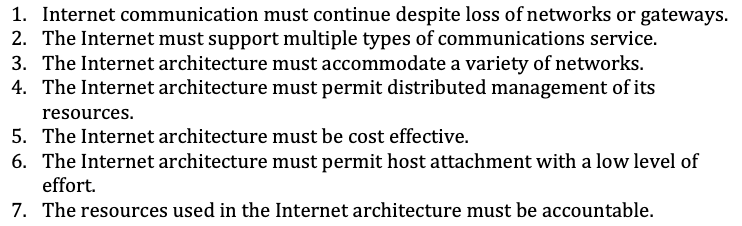 1. Internet communication must continue despite loss of networks or gateways.
2. The Internet must support multiple types of communications service.
3. The Internet architecture must accommodate a variety of networks.
4. The Internet architecture must permit distributed management of its
resources.
5. The Internet architecture must be cost effective.
6. The Internet architecture must permit host attachment with a low level of
effort.
7. The resources used in the Internet architecture must be accountable.